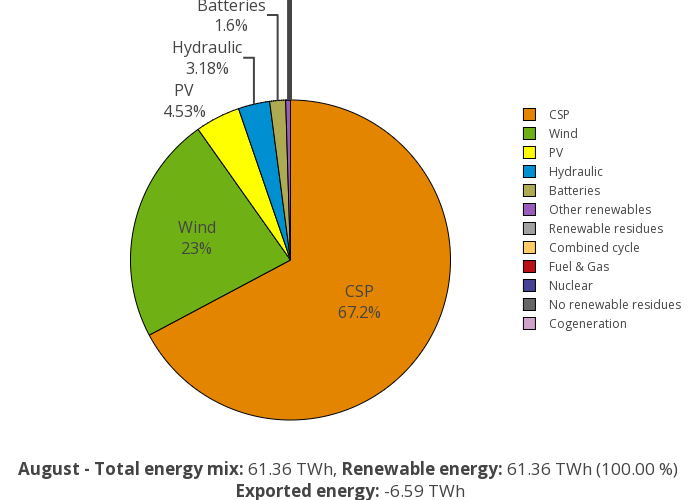 Batteries
1.6%
Hydraulic
3.18%
PV
4.53%
Wind
23%
CSP
67.2%
CSP
Wind
PV
Hydraulic
Batteries
Other renewables
Renewable residues
Combined cycle
Fuel & Gas
Nuclear
No renewable residues
Cogeneration
August - Total energy mix: 61.36 TWh, Renewable energy: 61.36 TWh (100.00 %)
Exported energy: -6.59 TWh